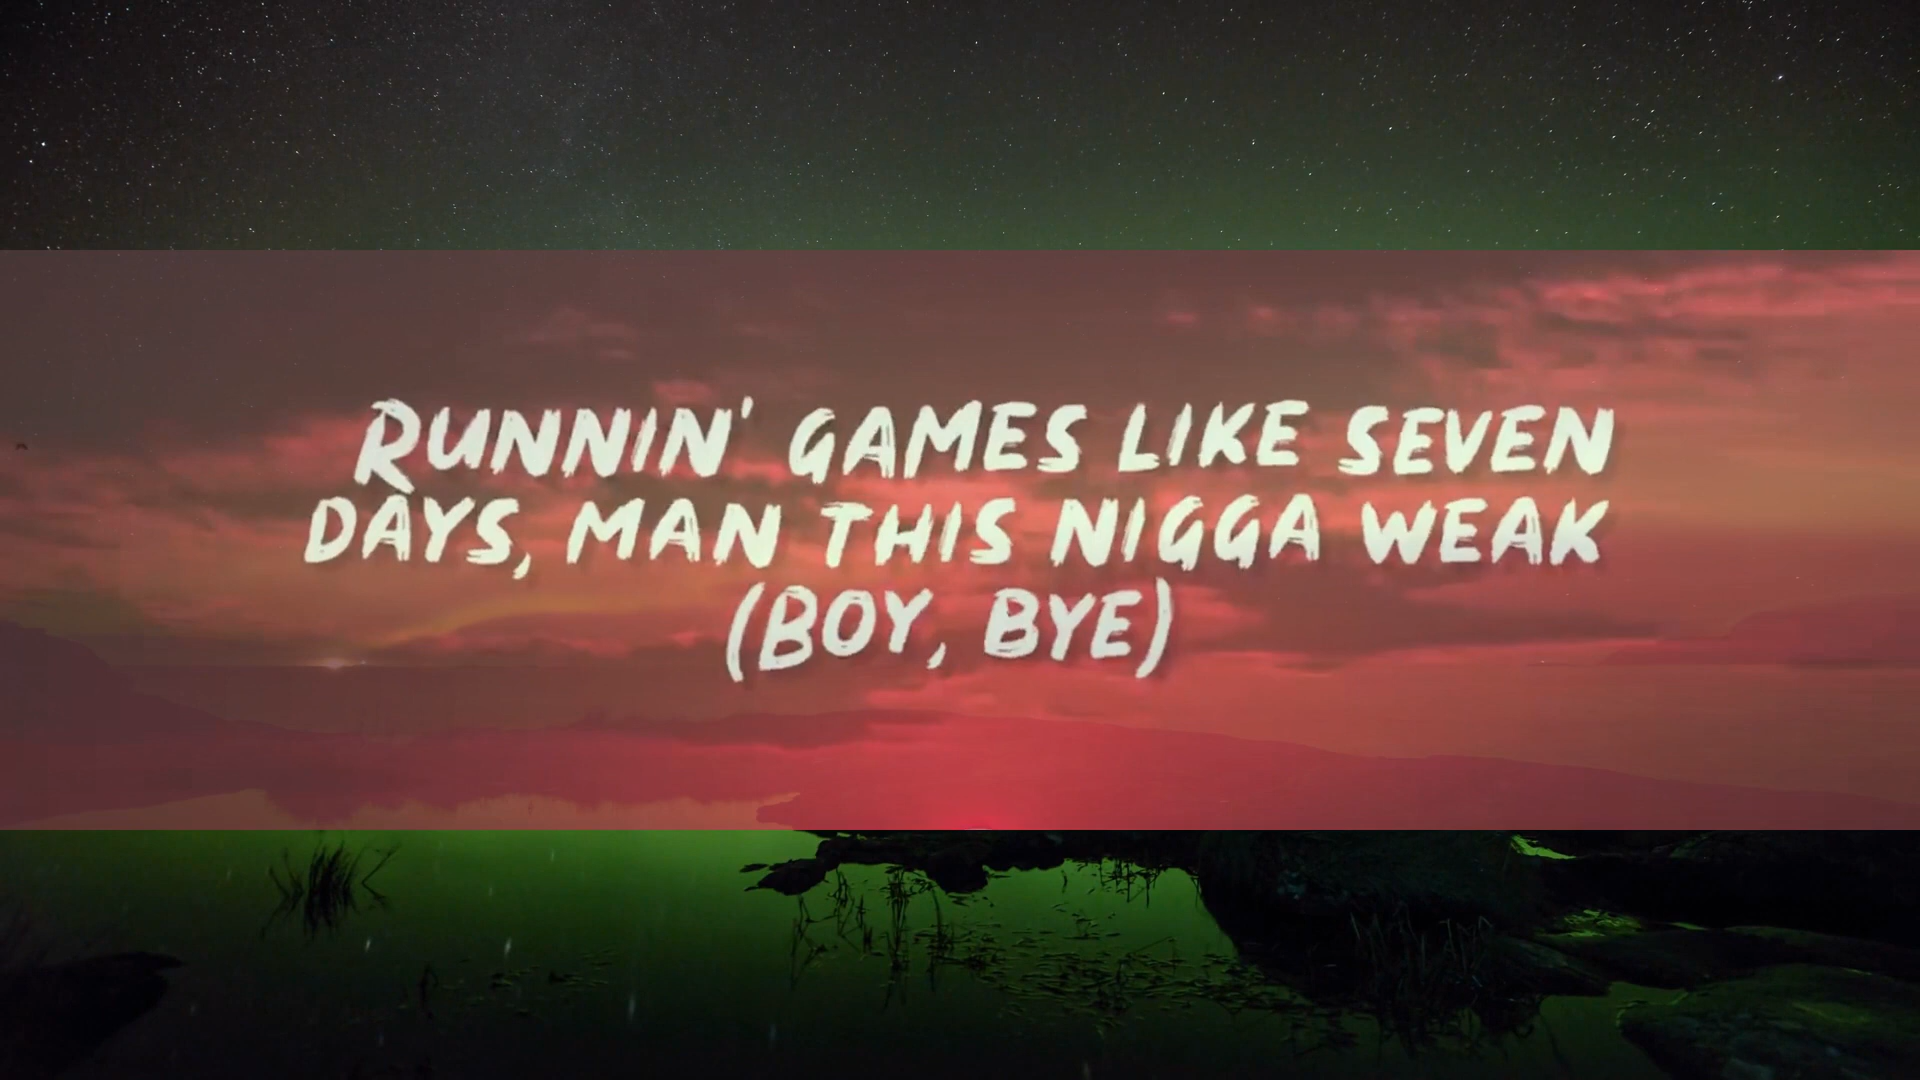 Runnin' games like seven
days, man this nigga weak
(Boy, bye)